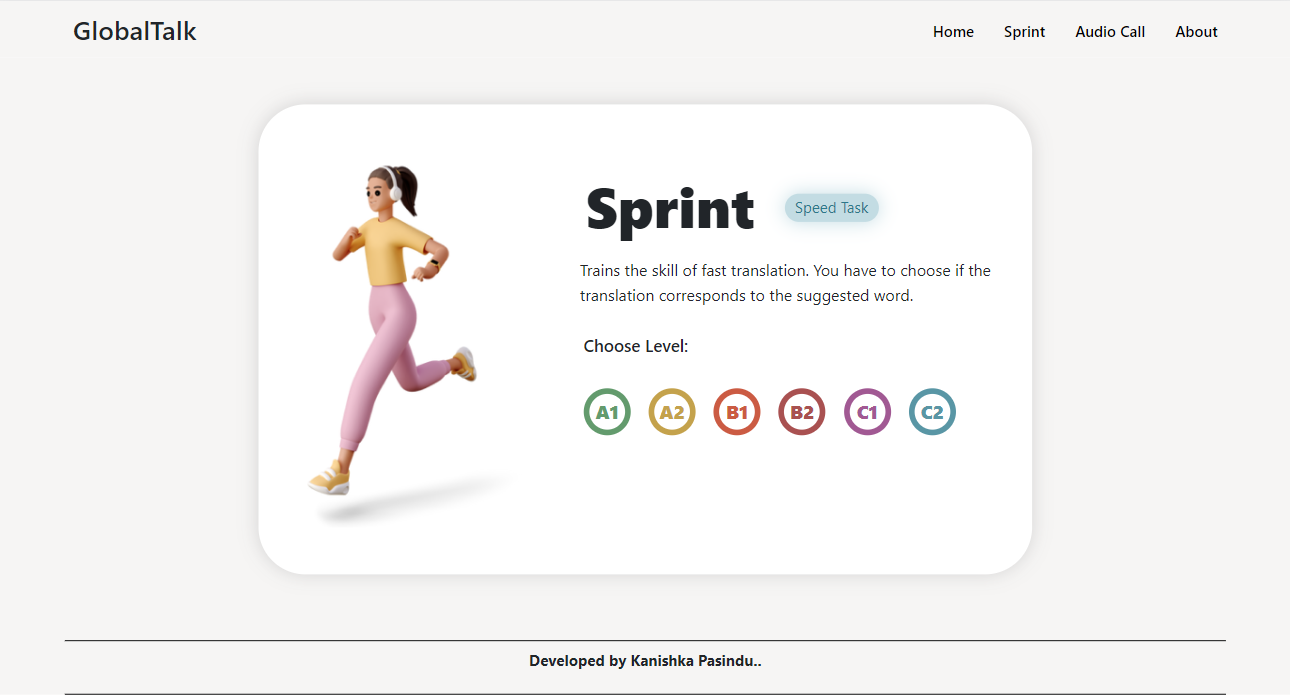 GlobalTalk
Home Sprint Audio Call About
Sprint Speed Task
Trains the skill of fast translation. You have to choose if the
translation corresponds to the suggested word.
Choose Level:
A1 A2 B1 B2 C1 C2
Developed by Kanishka Pasindu..